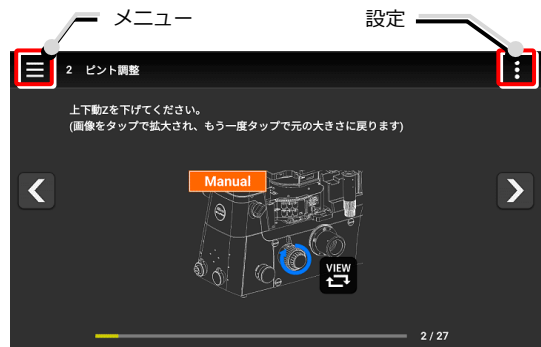 メニュー
設定
2 ピント調整
上下動Zを下げてください。
(画像をタップで拡大され、もう一度タップで元の大きさに戻ります)
Manual
VIEW
2 / 27